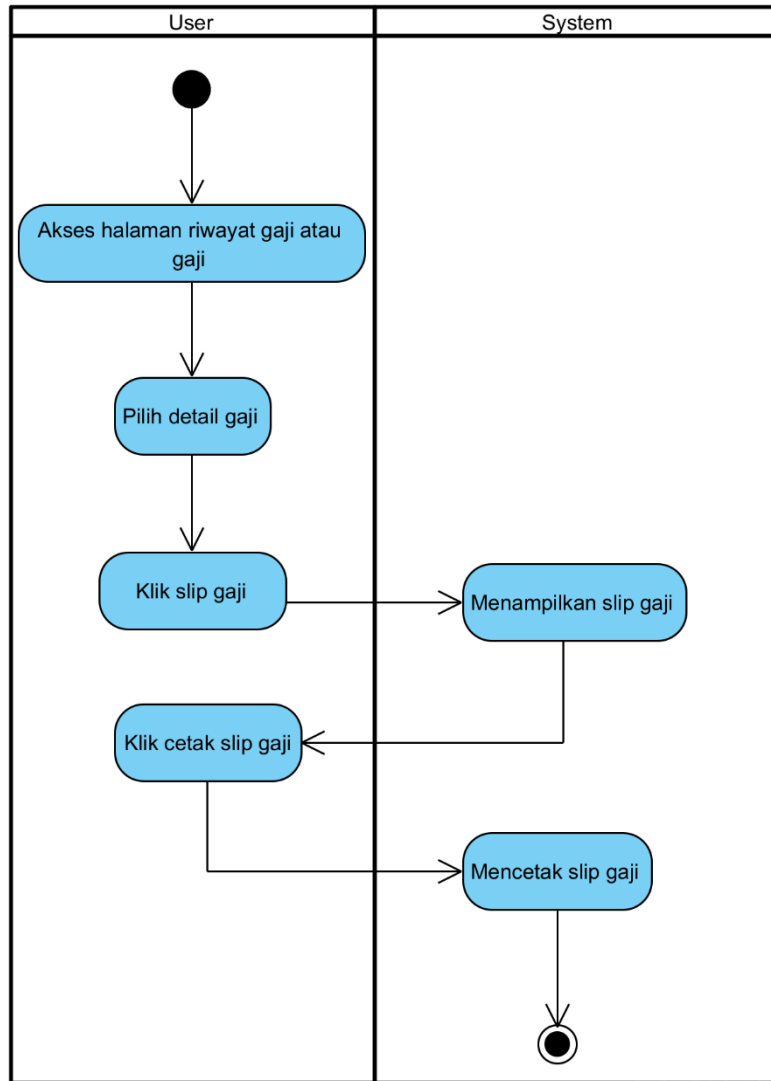 User
System
Akses halaman riwayat gaji atau
gaji
Pilih detail gaji
Klik slip gaji
Menampilkan slip gaji
Klik cetak slip gaji
Mencetak slip gaji